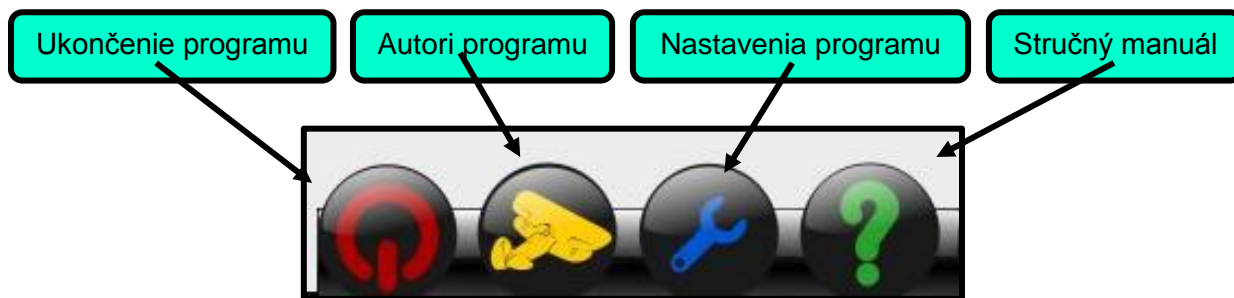 Ukončenie programu
Autori programu
Nastavenia programu
Stručný manuál